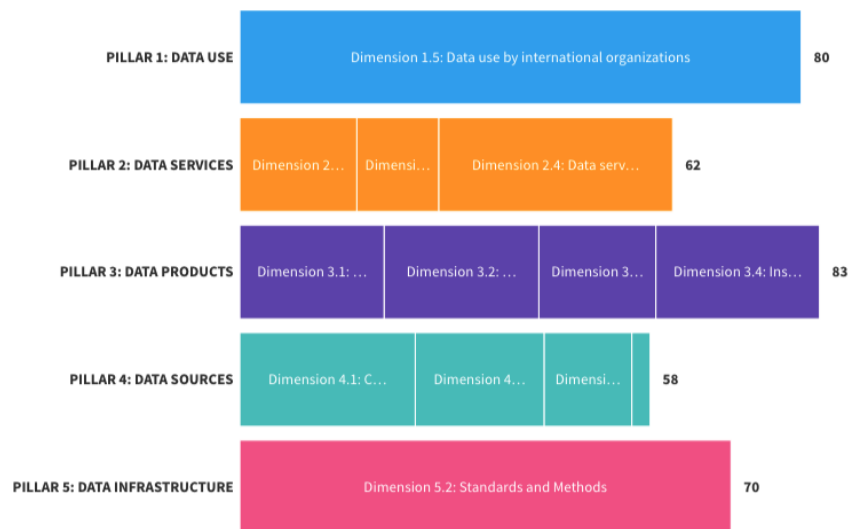 PILLAR 1: DATA USE Dimension 1.5: Data use by international organizations 80
PILLAR 2: DATA SERVICES Dimension 2... Dimensi... Dimension 2.4: Data serv... 62
PILLAR 3: DATA PRODUCTS Dimension 3.1: ... Dimension 3.2: ... Dimension 3... Dimension 3.4: Ins... 83
PILLAR 4: DATA SOURCES Dimension 4.1: C... Dimension 4... Dimensi... 58
PILLAR 5: DATA INFRASTRUCTURE Dimension 5.2: Standards and Methods 70